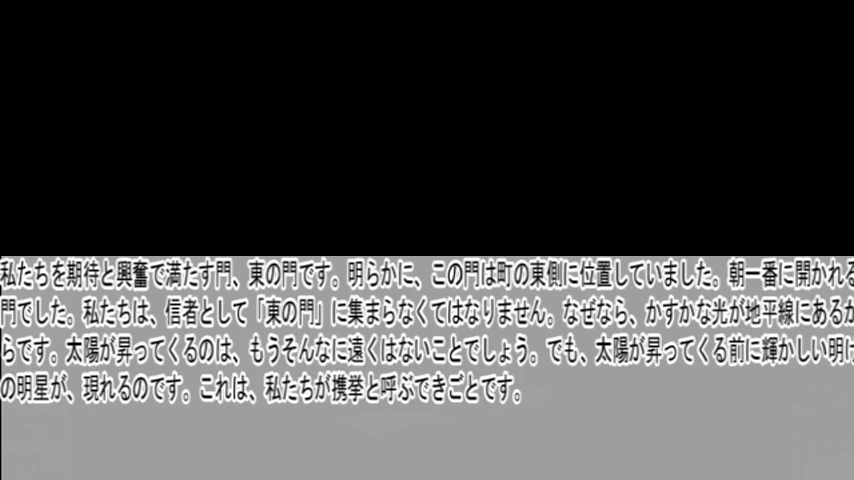 私たちを期待と興奮で満たす門、東の門です。明らかに、この門は町の東側に位置していました。朝一番に開かれる
門でした。私たちは、信者として「東の門」に集まらなくてはなりません。なぜなら、かすかな光が地平線にあるか
らです。太陽が昇ってくるのは、もうそんなに遠くはないことでしょう。でも、太陽が昇ってくる前に輝かしい明け
の明星が、現れるのです。これは、私たちが携挙と呼ぶできごとです。